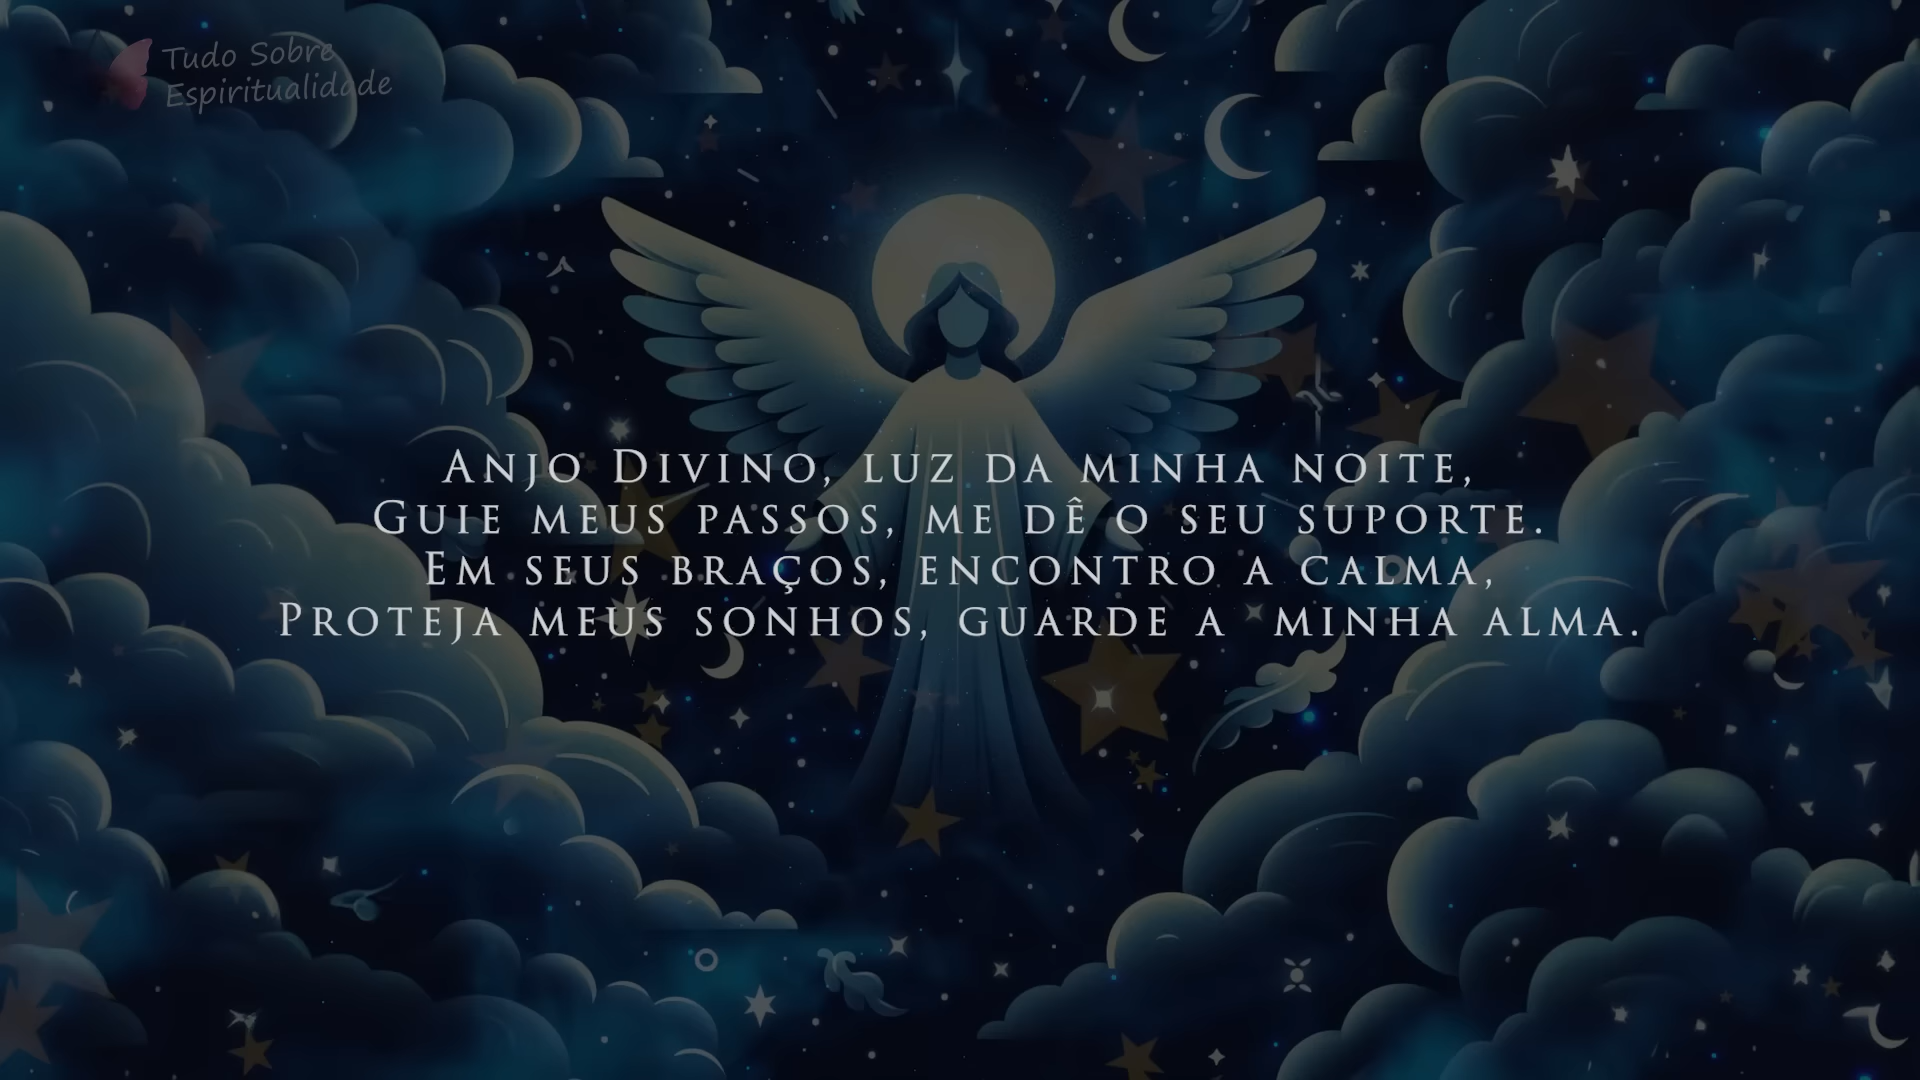 Tudo Sobre
Espiritualidade
Anjo Divino, luz da minha noite,
Guie meus passos, me dê o seu suporte.
Em seus braços, encontro a calma,
Proteja meus sonhos, guarde a minha alma.